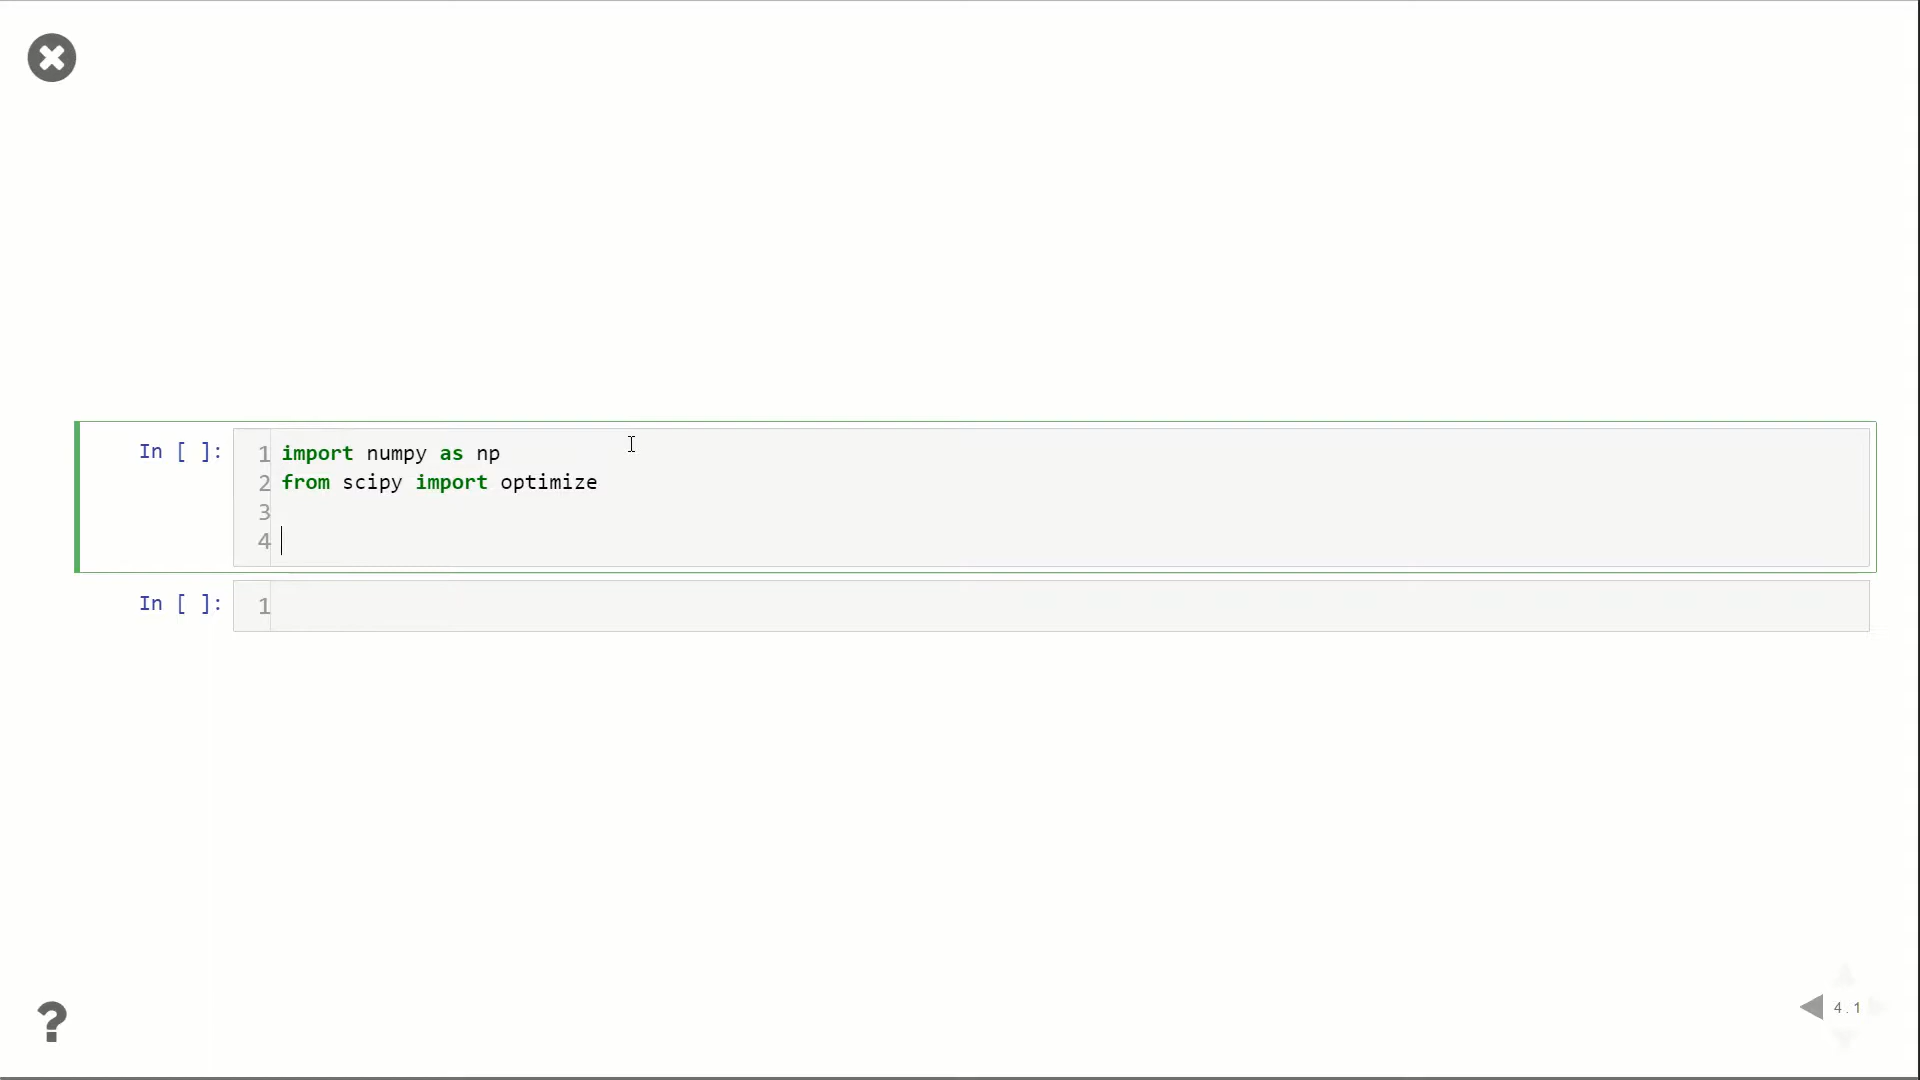 In [ ]:
1 import numpy as np
2 from scipy import optimize
3
4
In [ ]:
1
?
4.1